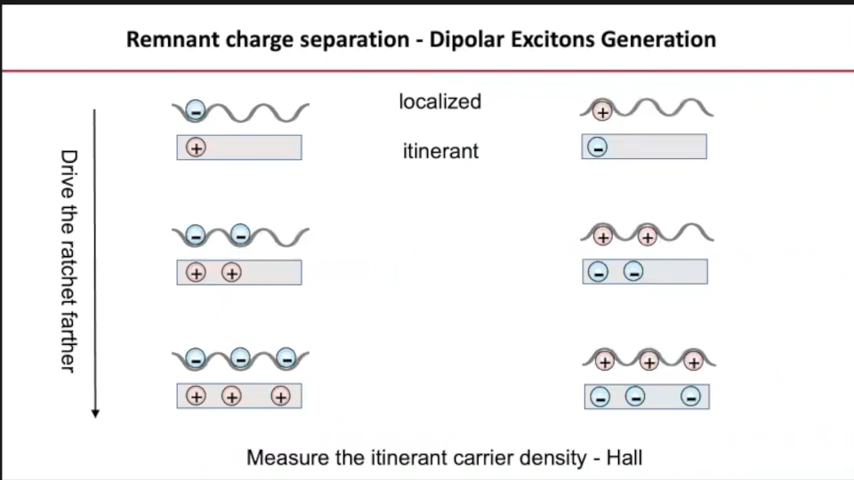 Remnant charge separation - Dipolar Excitons Generation
Drive the ratchet farther
localized
itinerant
- +
+ -
- - + +
+ + - -
- - - + + +
+ + + - - -
Measure the itinerant carrier density - Hall